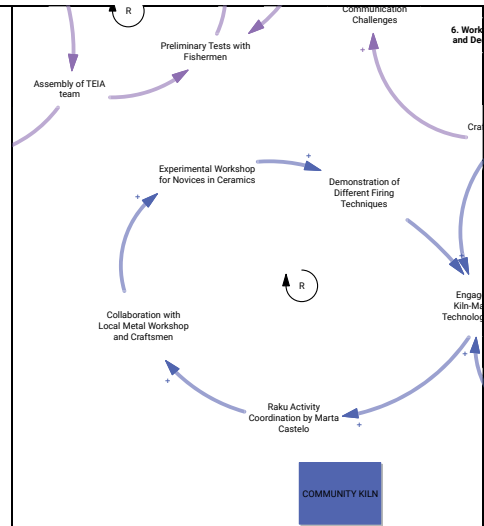 R
Communication
Challenges
6. Work
and De
Preliminary Tests with
Fishermen
Assembly of TEIA
team
+
Craf
Experimental Workshop
for Novices in Ceramics
+
Demonstration of
Different Firing
Techniques
+
+
R
Engag
Kiln-Ma
Technolog
Collaboration with
Local Metal Workshop
and Craftsmen
+
+
Raku Activity
Coordination by Marta
Castelo
+
COMMUNITY KILN